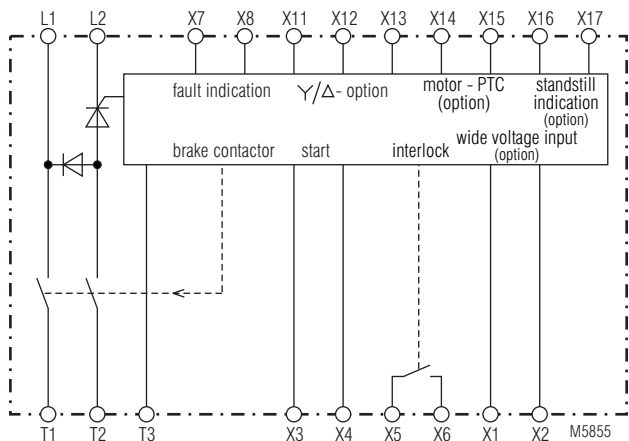 L1 L2 X7 X8 X11 X12 X13 X14 X15 X16 X17
fault indication
Y/Δ- option
motor - PTC
(option)
standstill
indication
(option)
wide voltage input
(option)
brake contactor
start
interlock
T1 T2 T3 X3 X4 X5 X6 X1 X2 M5855